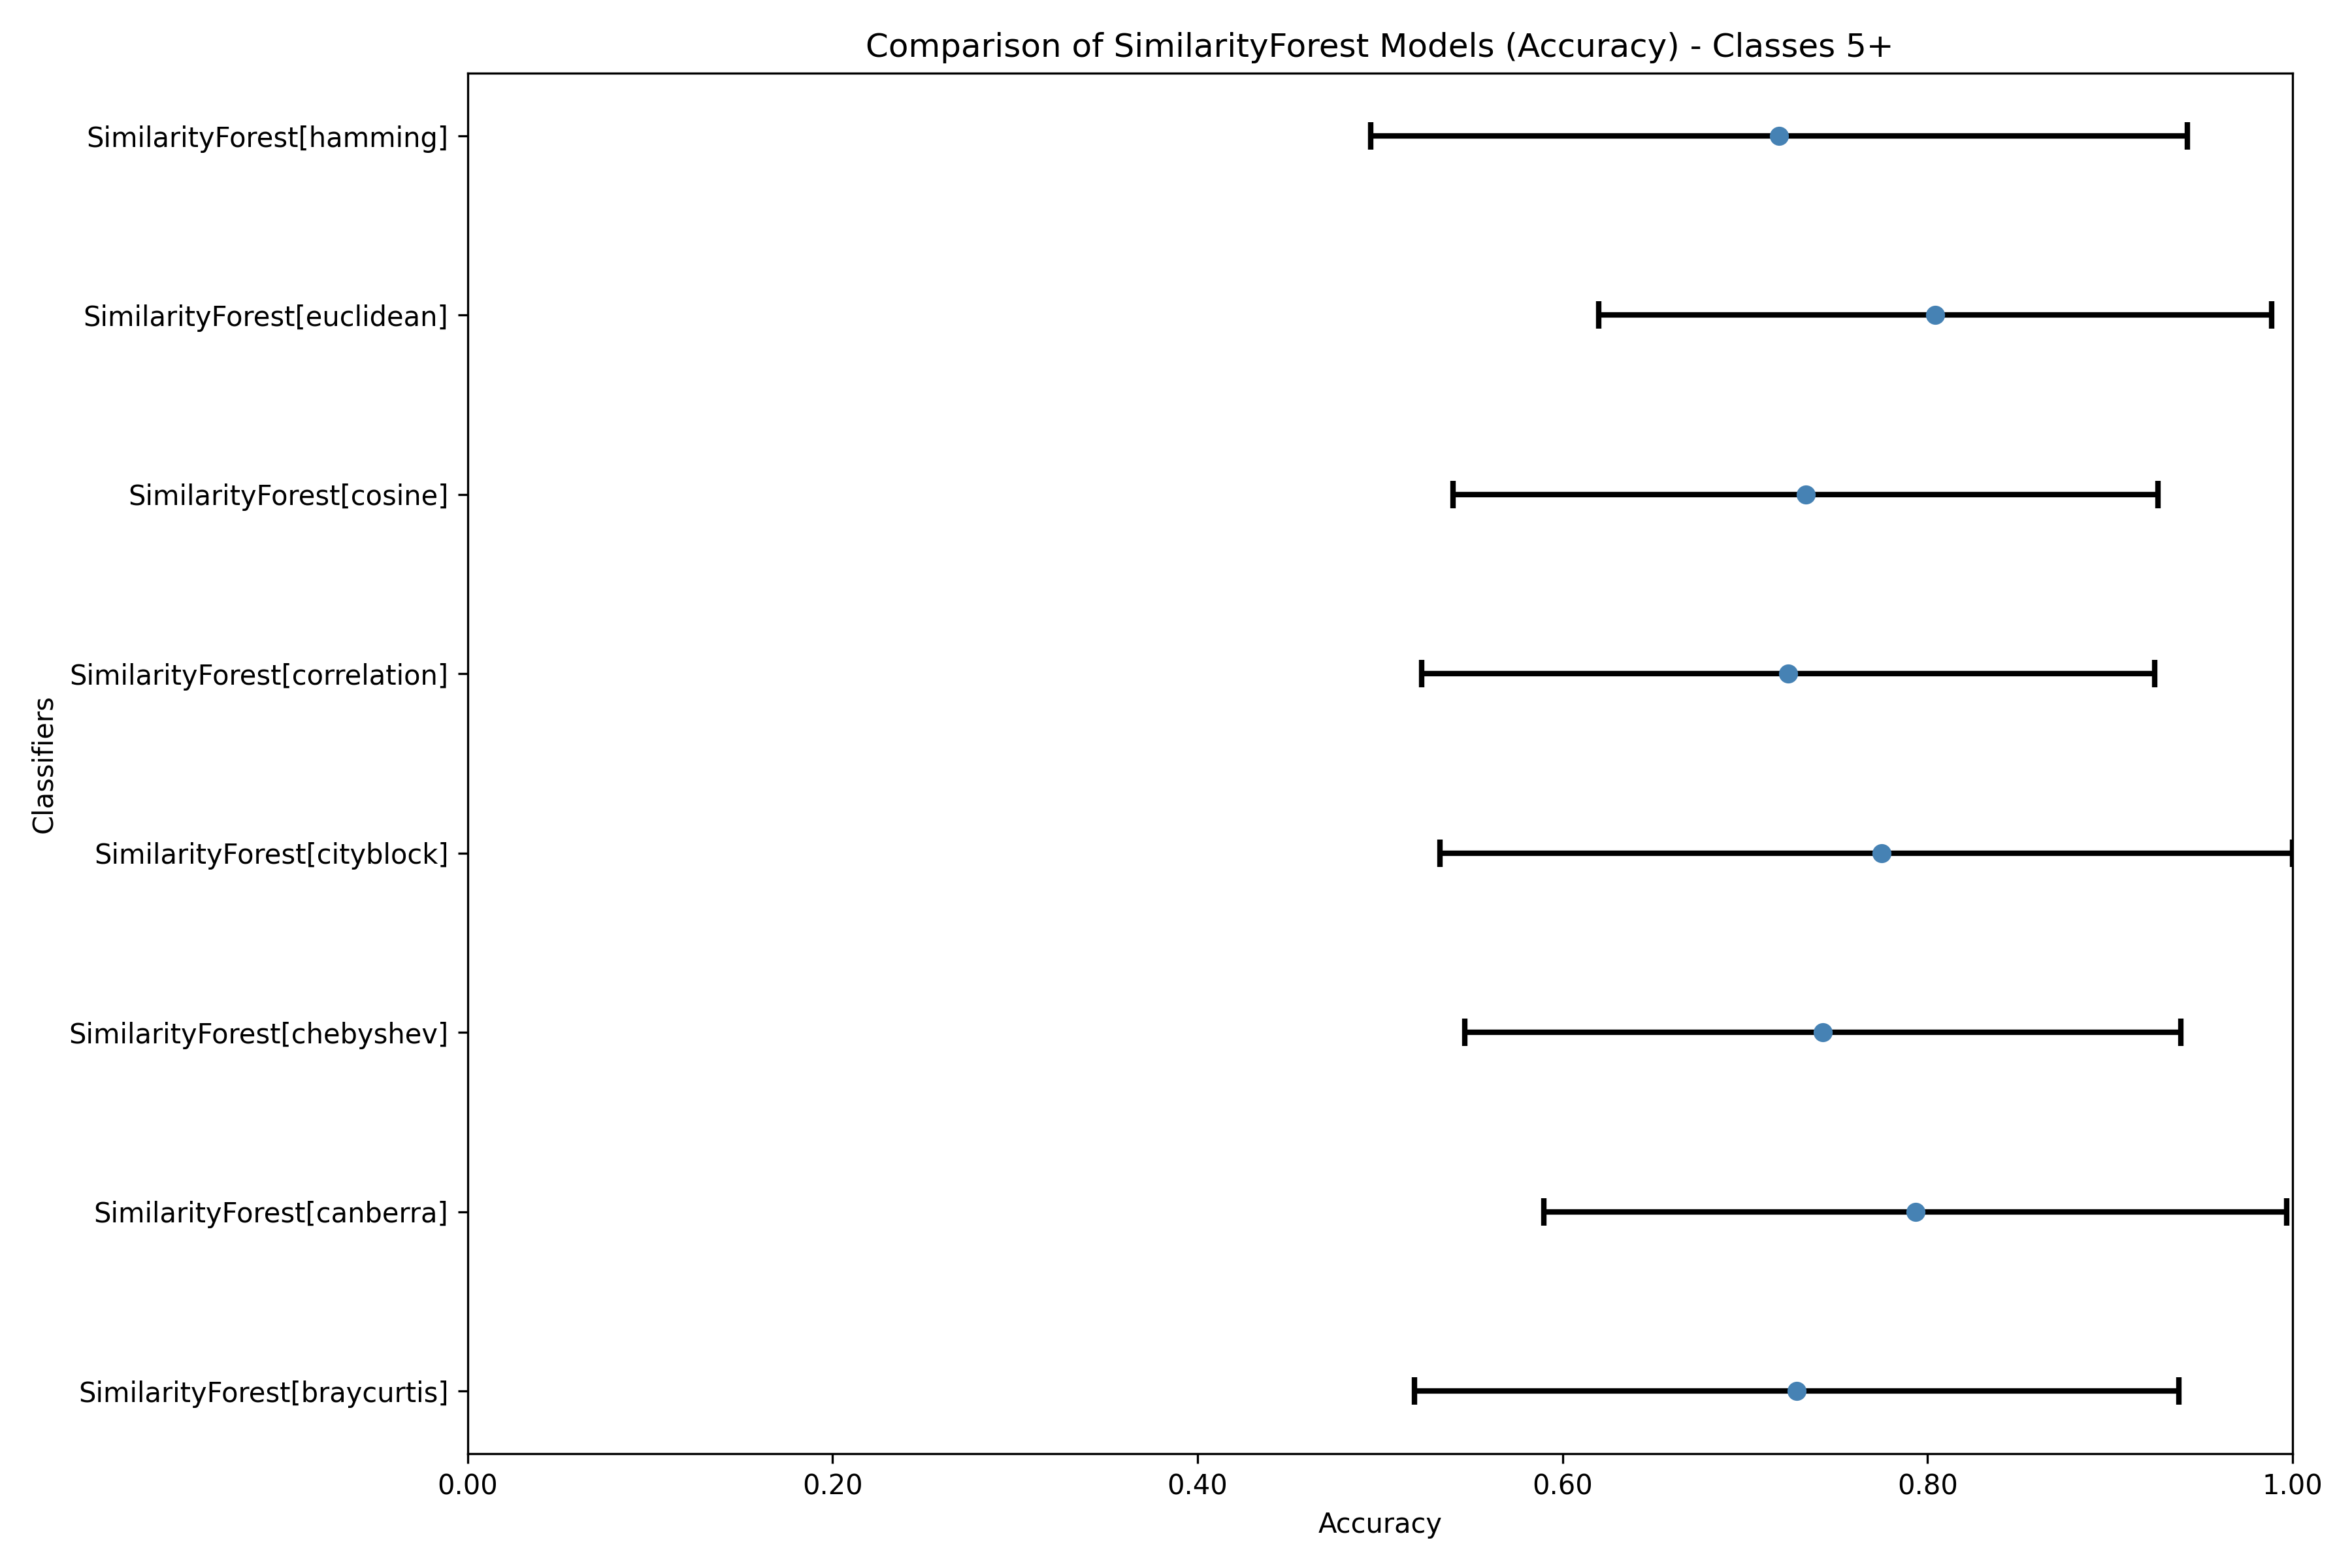 Comparison of SimilarityForest Models (Accuracy) - Classes 5+
SimilarityForest[hamming]
SimilarityForest[euclidean]
SimilarityForest[cosine]
SimilarityForest[correlation]
SimilarityForest[cityblock]
SimilarityForest[chebyshev]
SimilarityForest[canberra]
SimilarityForest[braycurtis]
Classifiers
0.00 0.20 0.40 0.60 0.80 1.00
Accuracy